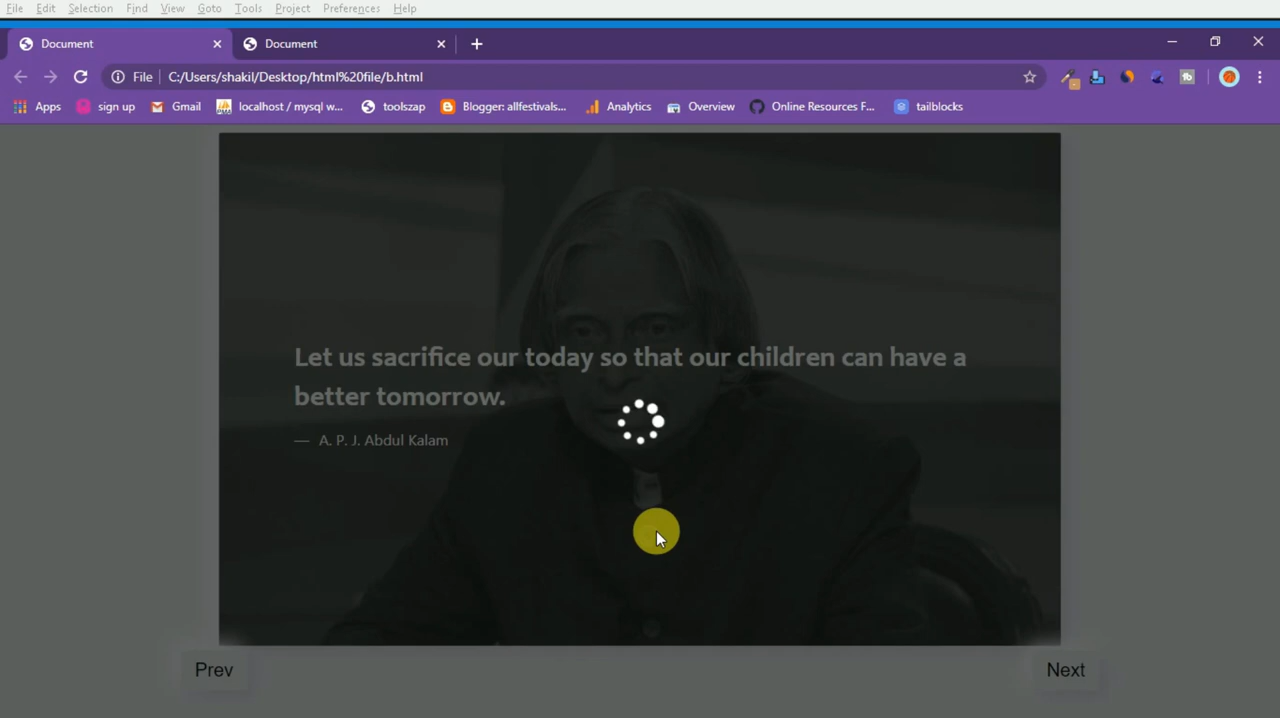 File Edit Selection Find View Goto Tools Project Preferences Help
Document Document
File C:/Users/shakil/Desktop/html%20file/b.html
Apps sign up Gmail localhost / mysql w... toolszap Blogger: allfestivals... Analytics Overview Online Resources F... tailblocks
Let us sacrifice our today so that our children can have a
better tomorrow.
— A. P. J. Abdul Kalam
Prev Next